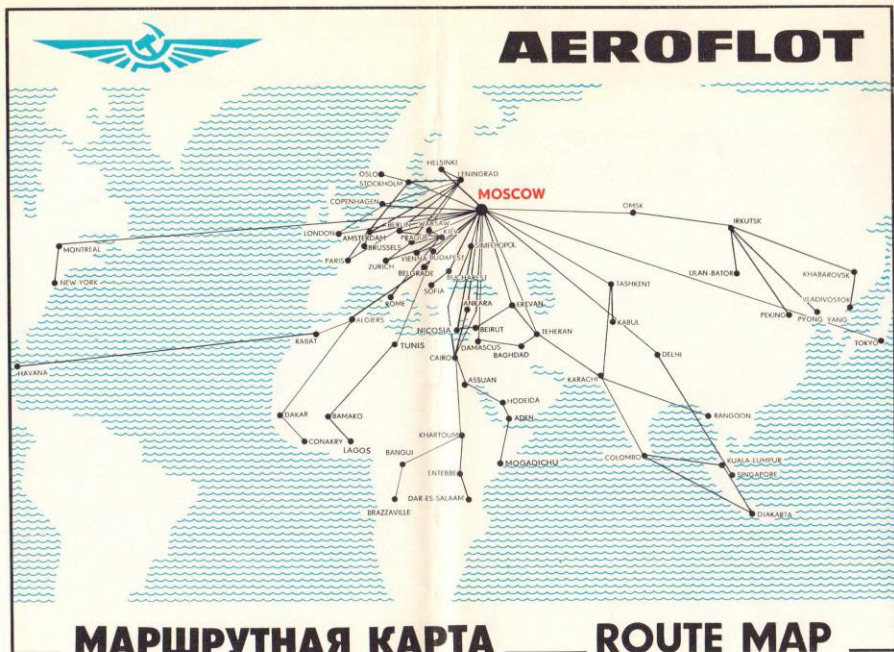 AEROFLOT
HELSINKI
OSLO
LENINGRAD
STOCKHOLM
MOSCOW
COPENHAGEN
OMSK
BERLIN
WARSAW
IRKUTSK
LONDON
AMSTERDAM
KIEV
PRAGUE
MONTREAL
BRUSSELS
SIMFEROPOL
PARIS
VIENNA
BUDAPEST
ZURICH
BELGRADE
BUCHAREST
ULAN-BATOR
KHABAROVSK
NEW-YORK
SOFIA
TASHKENT
ROME
ANKARA
EREVAN
VLADIVOSTOK
PEKING
PYONG YANG
ALGIERS
KABUL
NICOSIA
BEIRUT
TEHERAN
RABAT
TUNIS
DAMASCUS
BAGHDAD
TOKYO
CAIRO
DELHI
HAVANA
KARACHI
ASSUAN
HODEIDA
DAKAR
BAMAKO
ADEN
RANGOON
CONAKRY
KHARTOUM
LAGOS
BANGUI
MOGADICHU
COLOMBO
KUALA-LUMPUR
ENTEBBE
SINGAPORE
DAR-ES-SALAAM
BRAZZAVILLE
DJAKARTA
МАРШРУТНАЯ КАРТА
ROUTE MAP